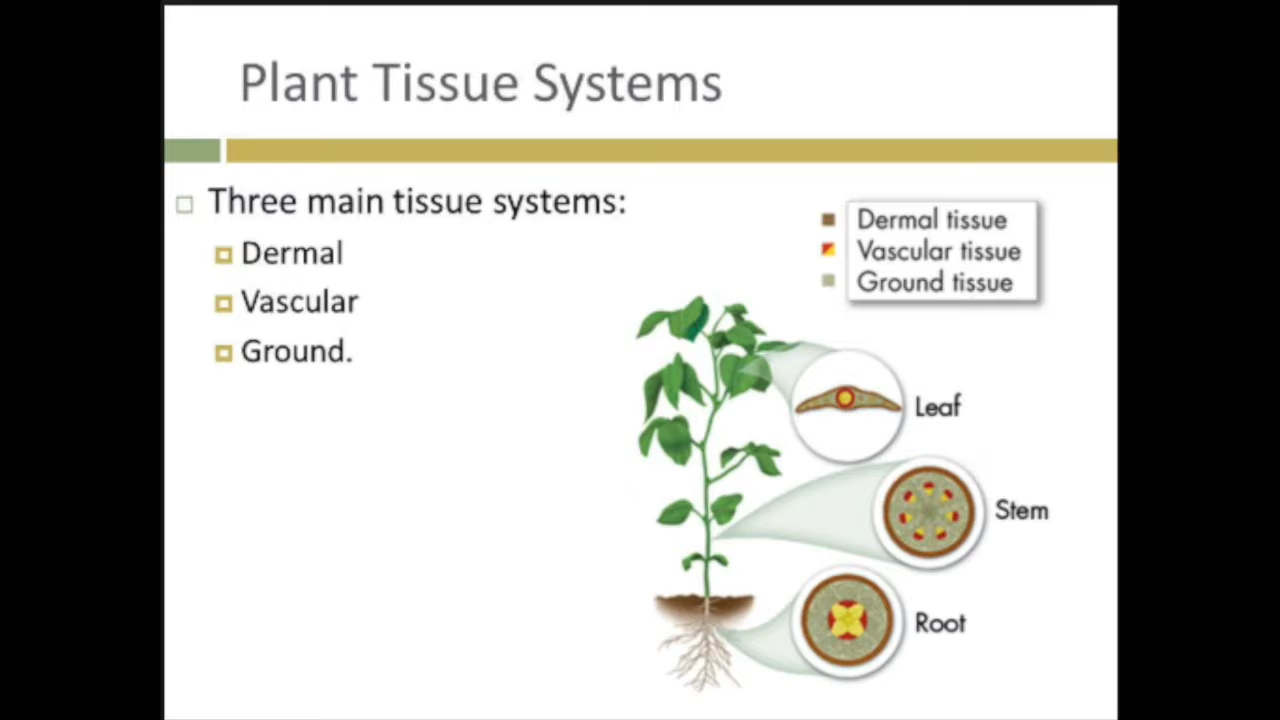 Plant Tissue Systems
Three main tissue systems:
Dermal
Vascular
Ground.
Dermal tissue
Vascular tissue
Ground tissue
Leaf
Stem
Root